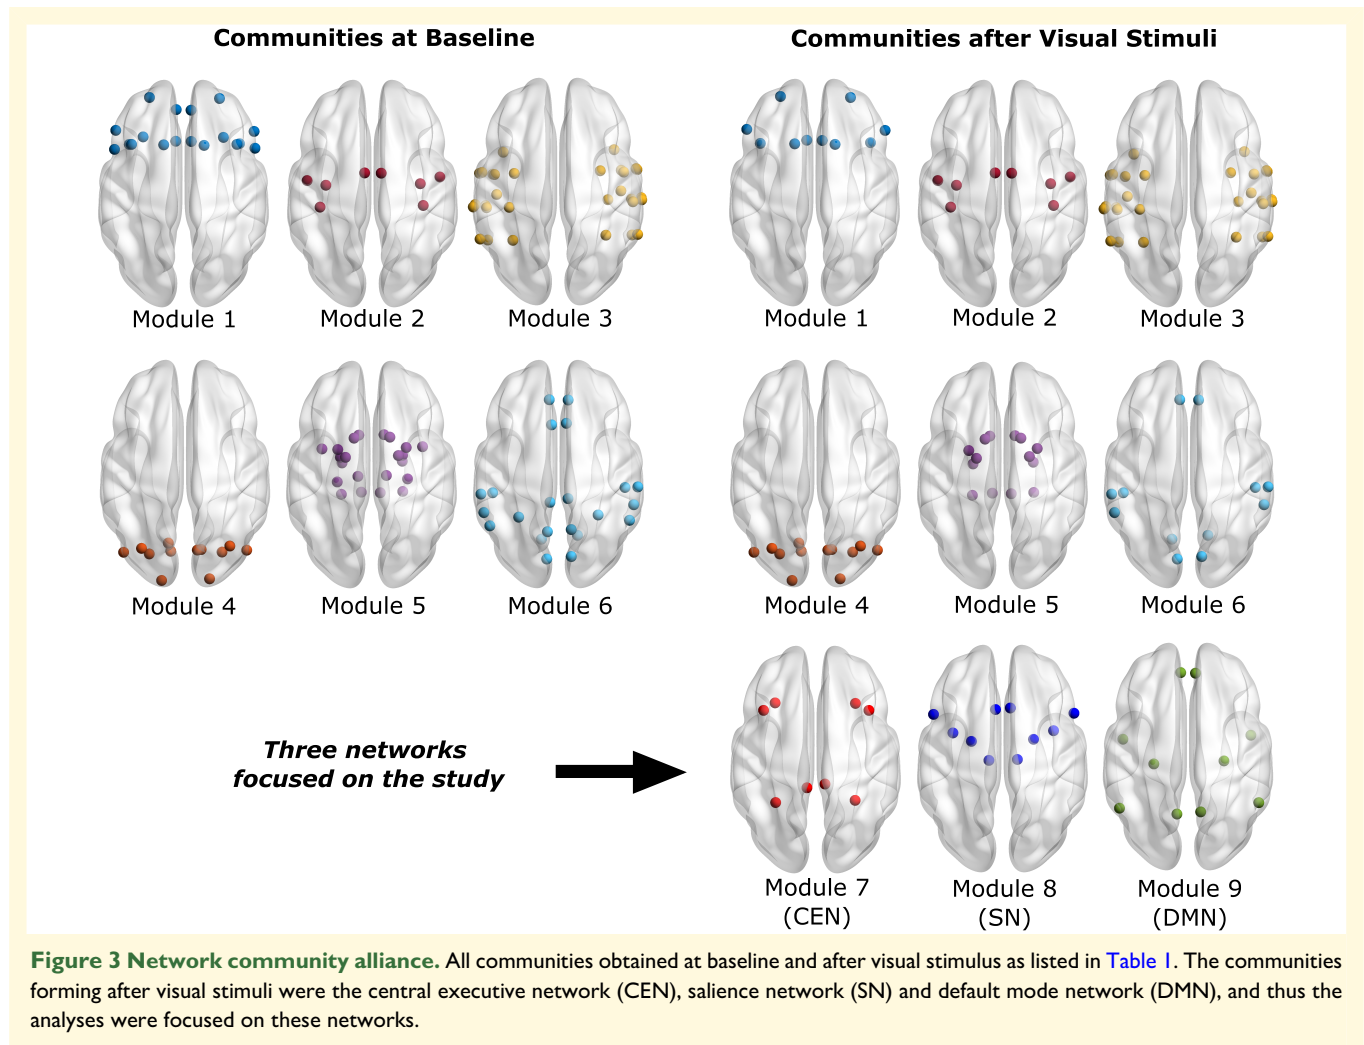 Communities at Baseline
Communities after Visual Stimuli
Module 1
Module 2
Module 3
Module 1
Module 2
Module 3
Module 4
Module 5
Module 6
Module 4
Module 5
Module 6
Three networks
focused on the study
Module 7
(CEN)
Module 8
(SN)
Module 9
(DMN)
Figure 3 Network community alliance. All communities obtained at baseline and after visual stimulus as listed in Table 1. The communities
forming after visual stimuli were the central executive network (CEN), salience network (SN) and default mode network (DMN), and thus the
analyses were focused on these networks.